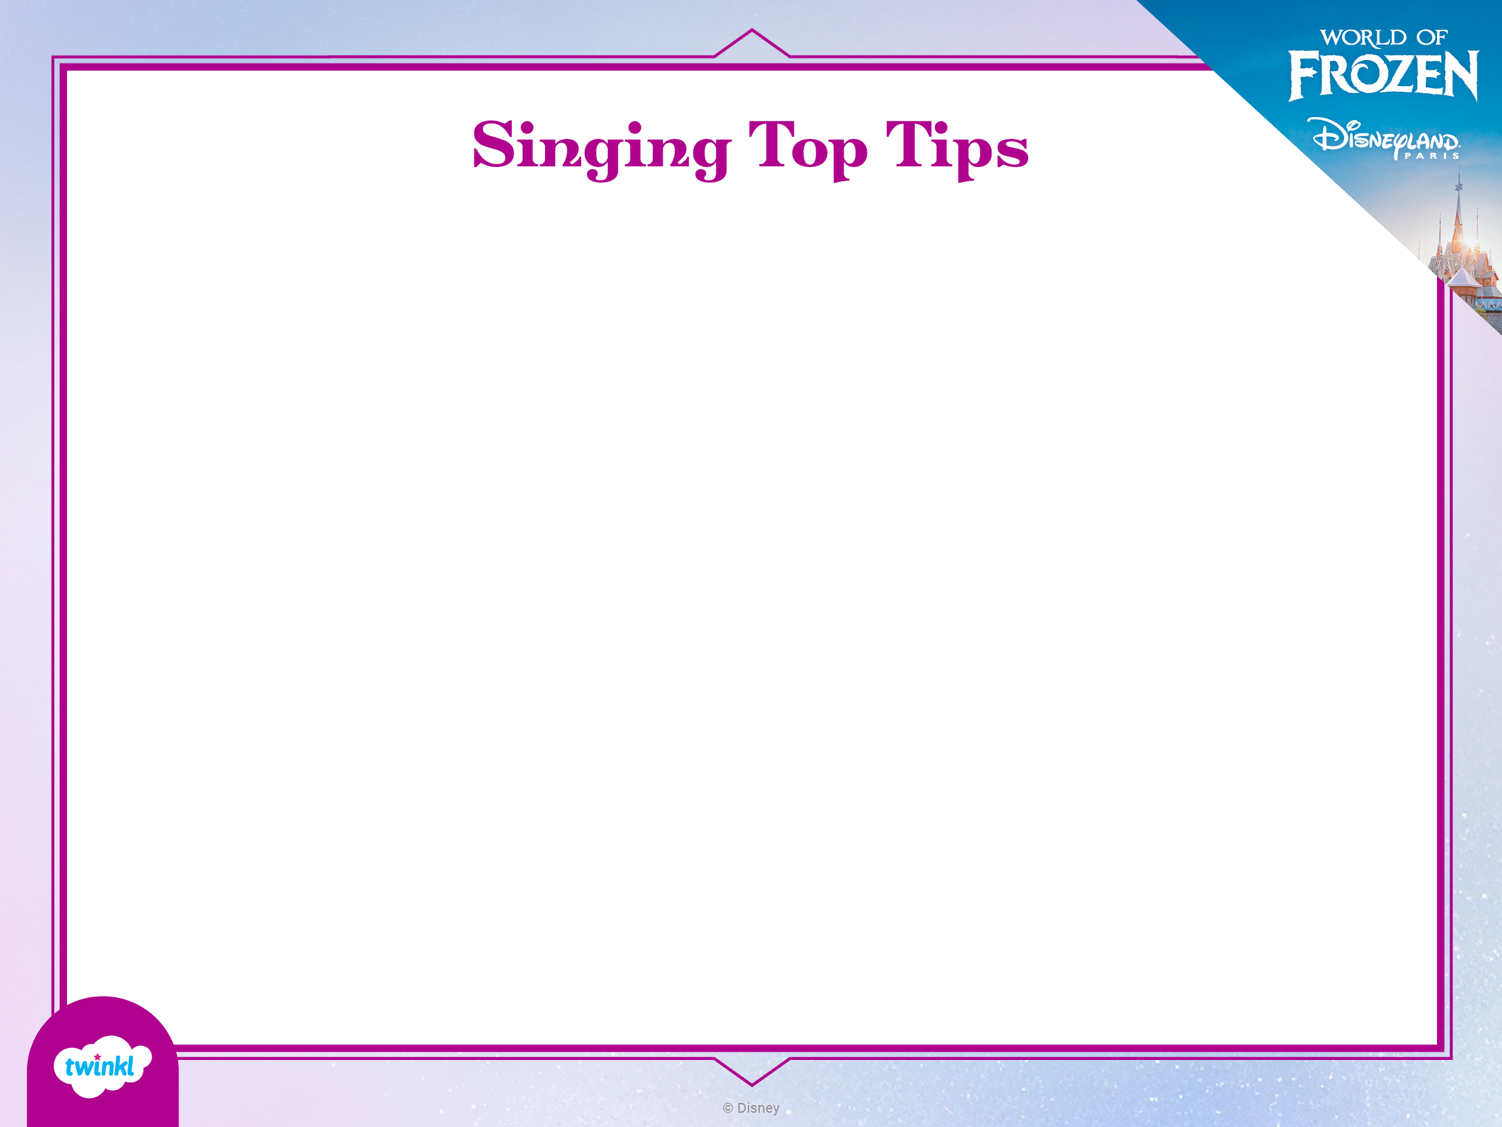 Singing Top Tips
WORLD OF
FROZEN
Disneyland
PARIS
twinkl
© Disney